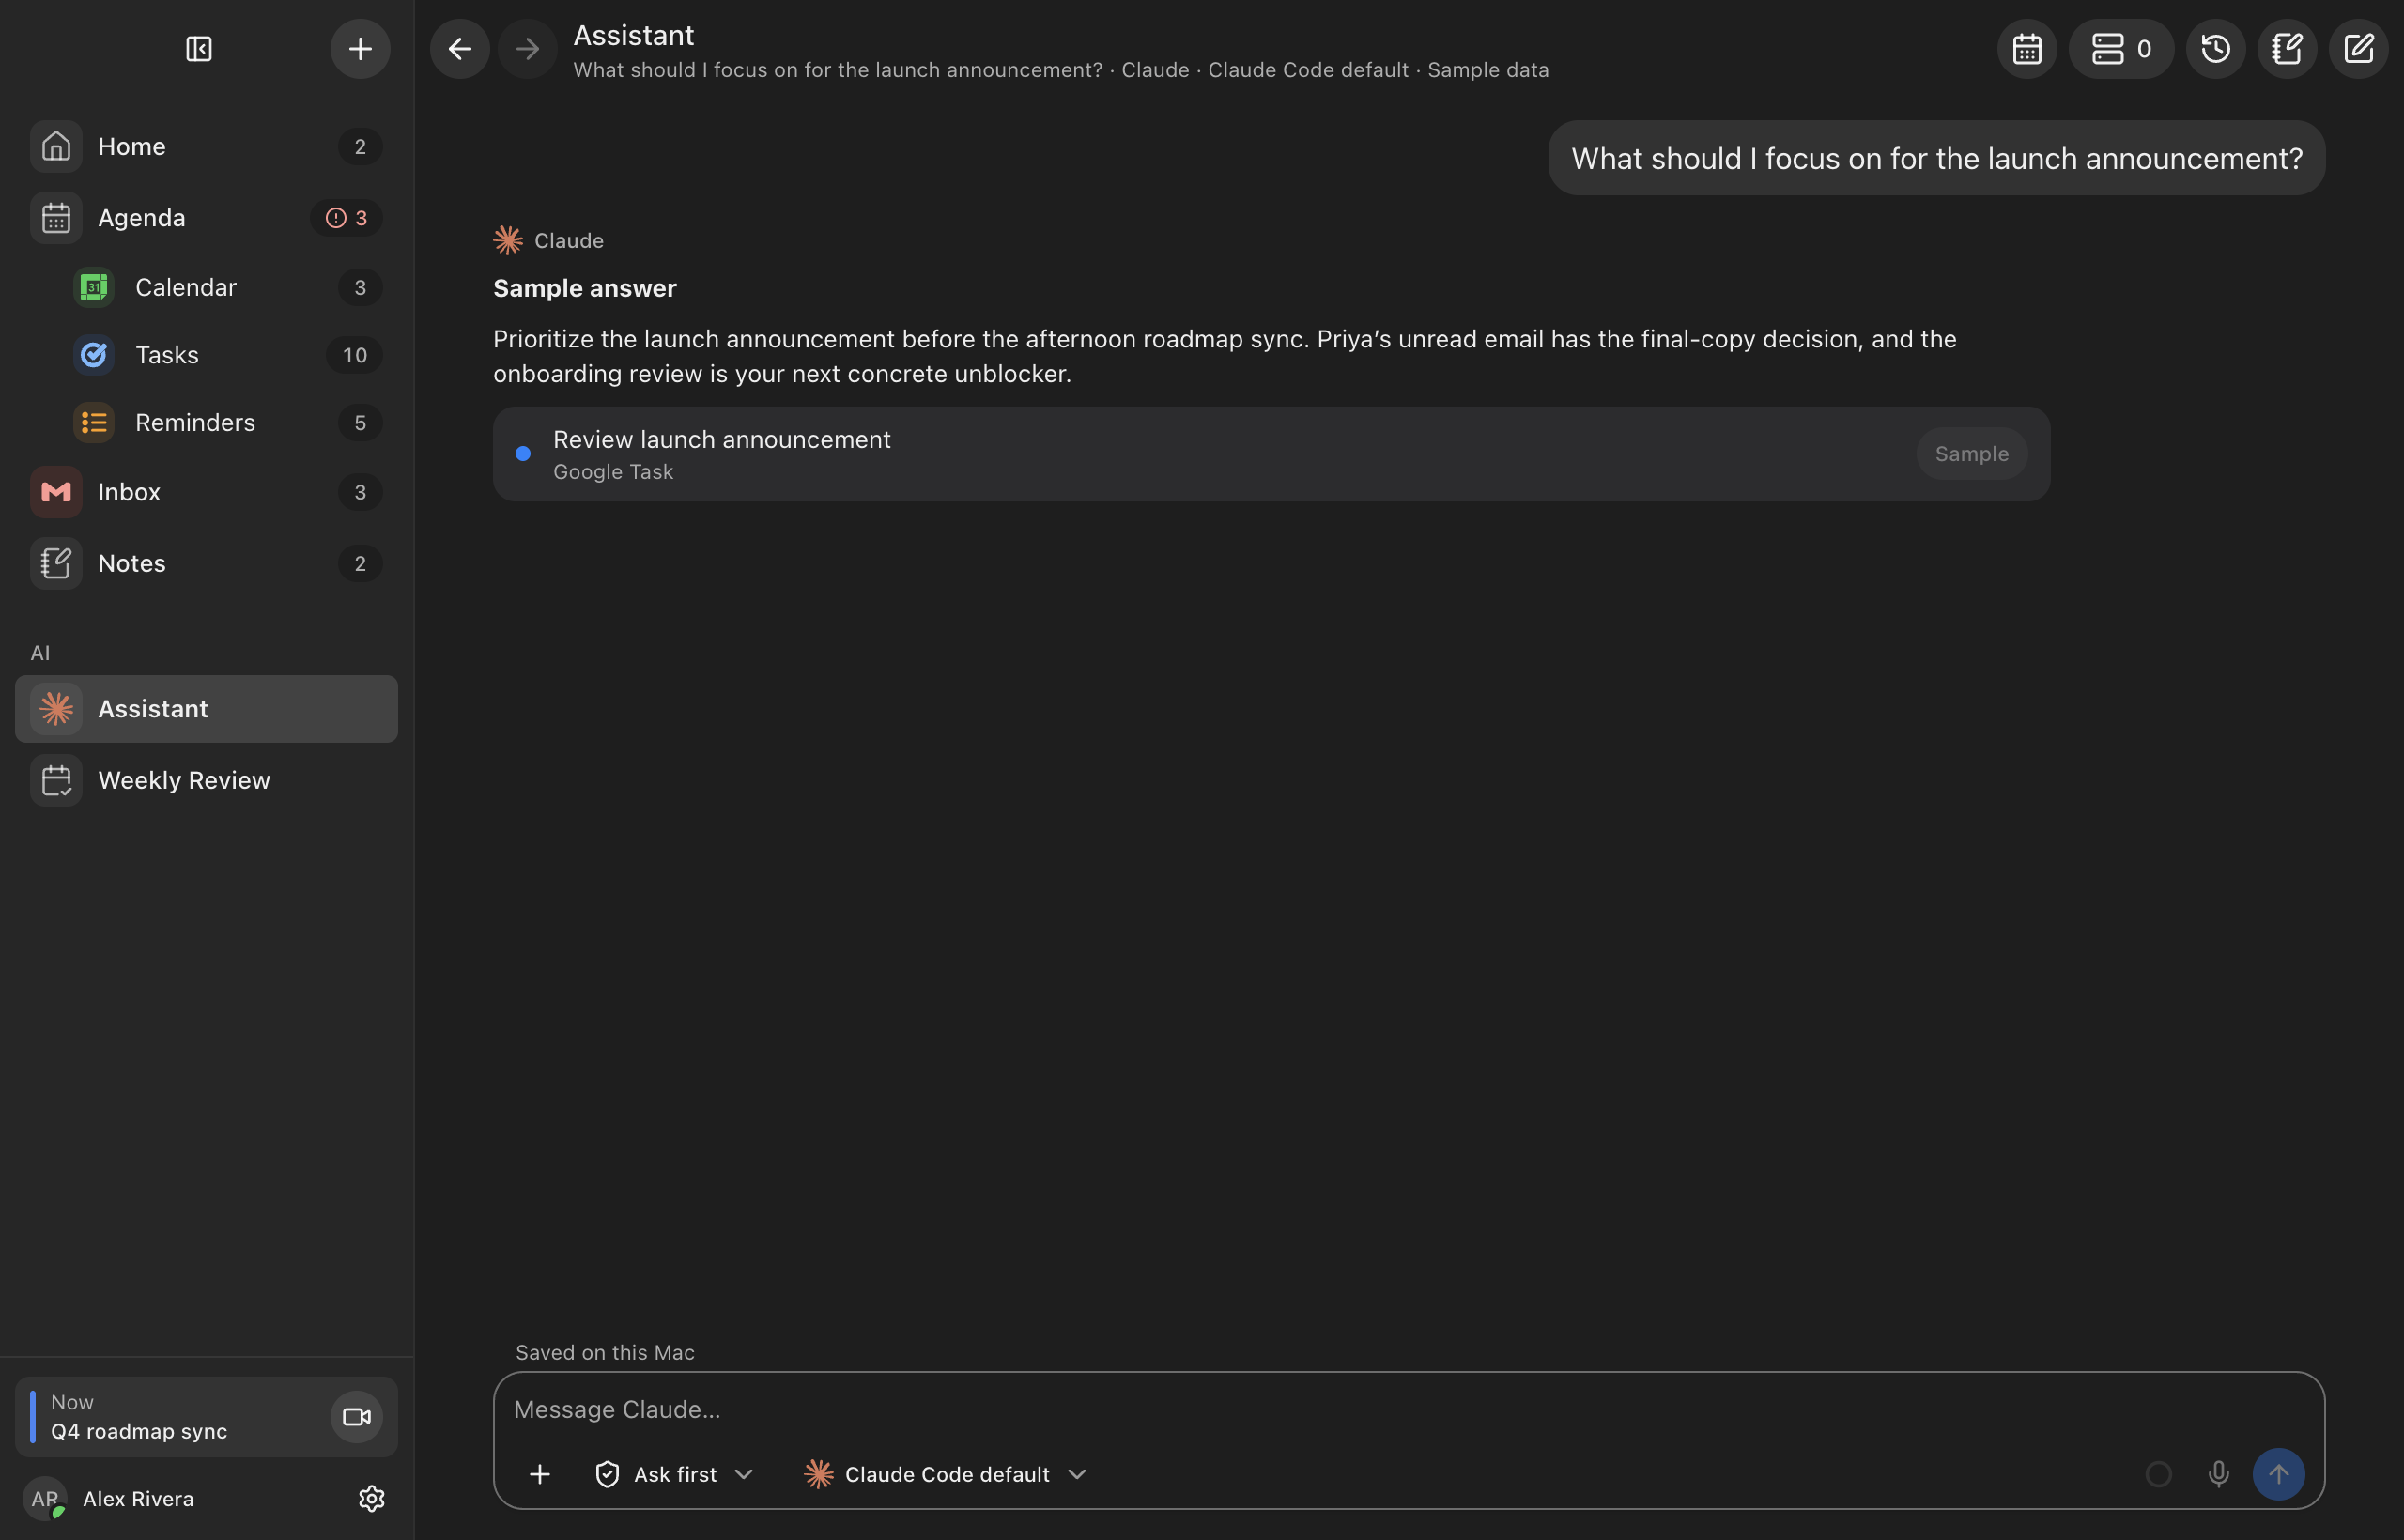 Home
2
Agenda
3
Calendar
31
3
Tasks
10
Reminders
5
Inbox
3
Notes
2
AI
Assistant
Weekly Review
Now
Q4 roadmap sync
AR
Alex Rivera
Assistant
What should I focus on for the launch announcement? · Claude · Claude Code default · Sample data
0
What should I focus on for the launch announcement?
Claude
Sample answer
Prioritize the launch announcement before the afternoon roadmap sync. Priya’s unread email has the final-copy decision, and the
onboarding review is your next concrete unblocker.
Review launch announcement
Google Task
Sample
Saved on this Mac
Message Claude...
Ask first
Claude Code default